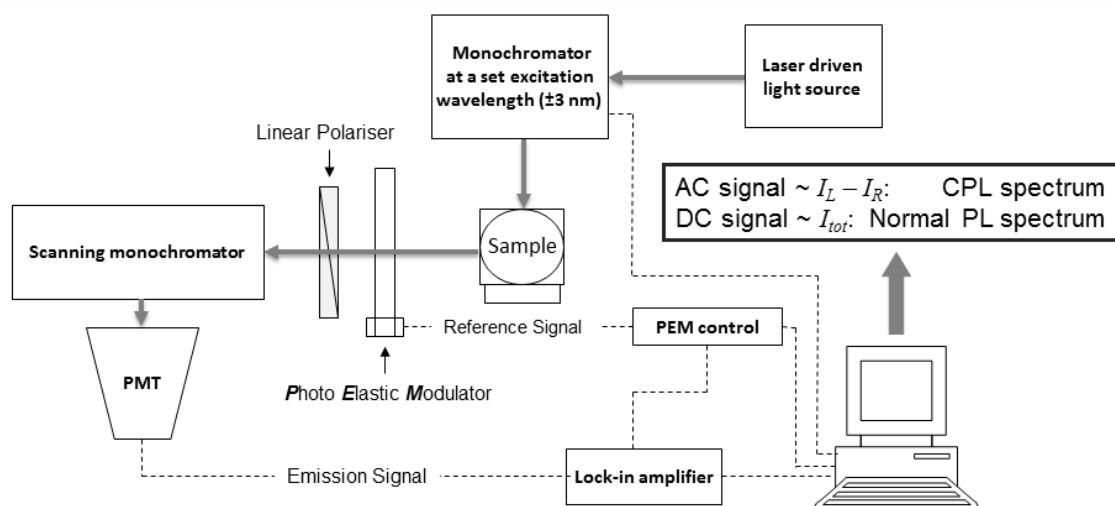 Monochromator
at a set excitation
wavelength (±3 nm)
Laser driven
light source
Linear Polariser
AC signal ~ I_L – I_R: CPL spectrum
DC signal ~ I_tot: Normal PL spectrum
Scanning monochromator
Sample
Reference Signal
PEM control
PMT
Photo Elastic Modulator
Emission Signal
Lock-in amplifier